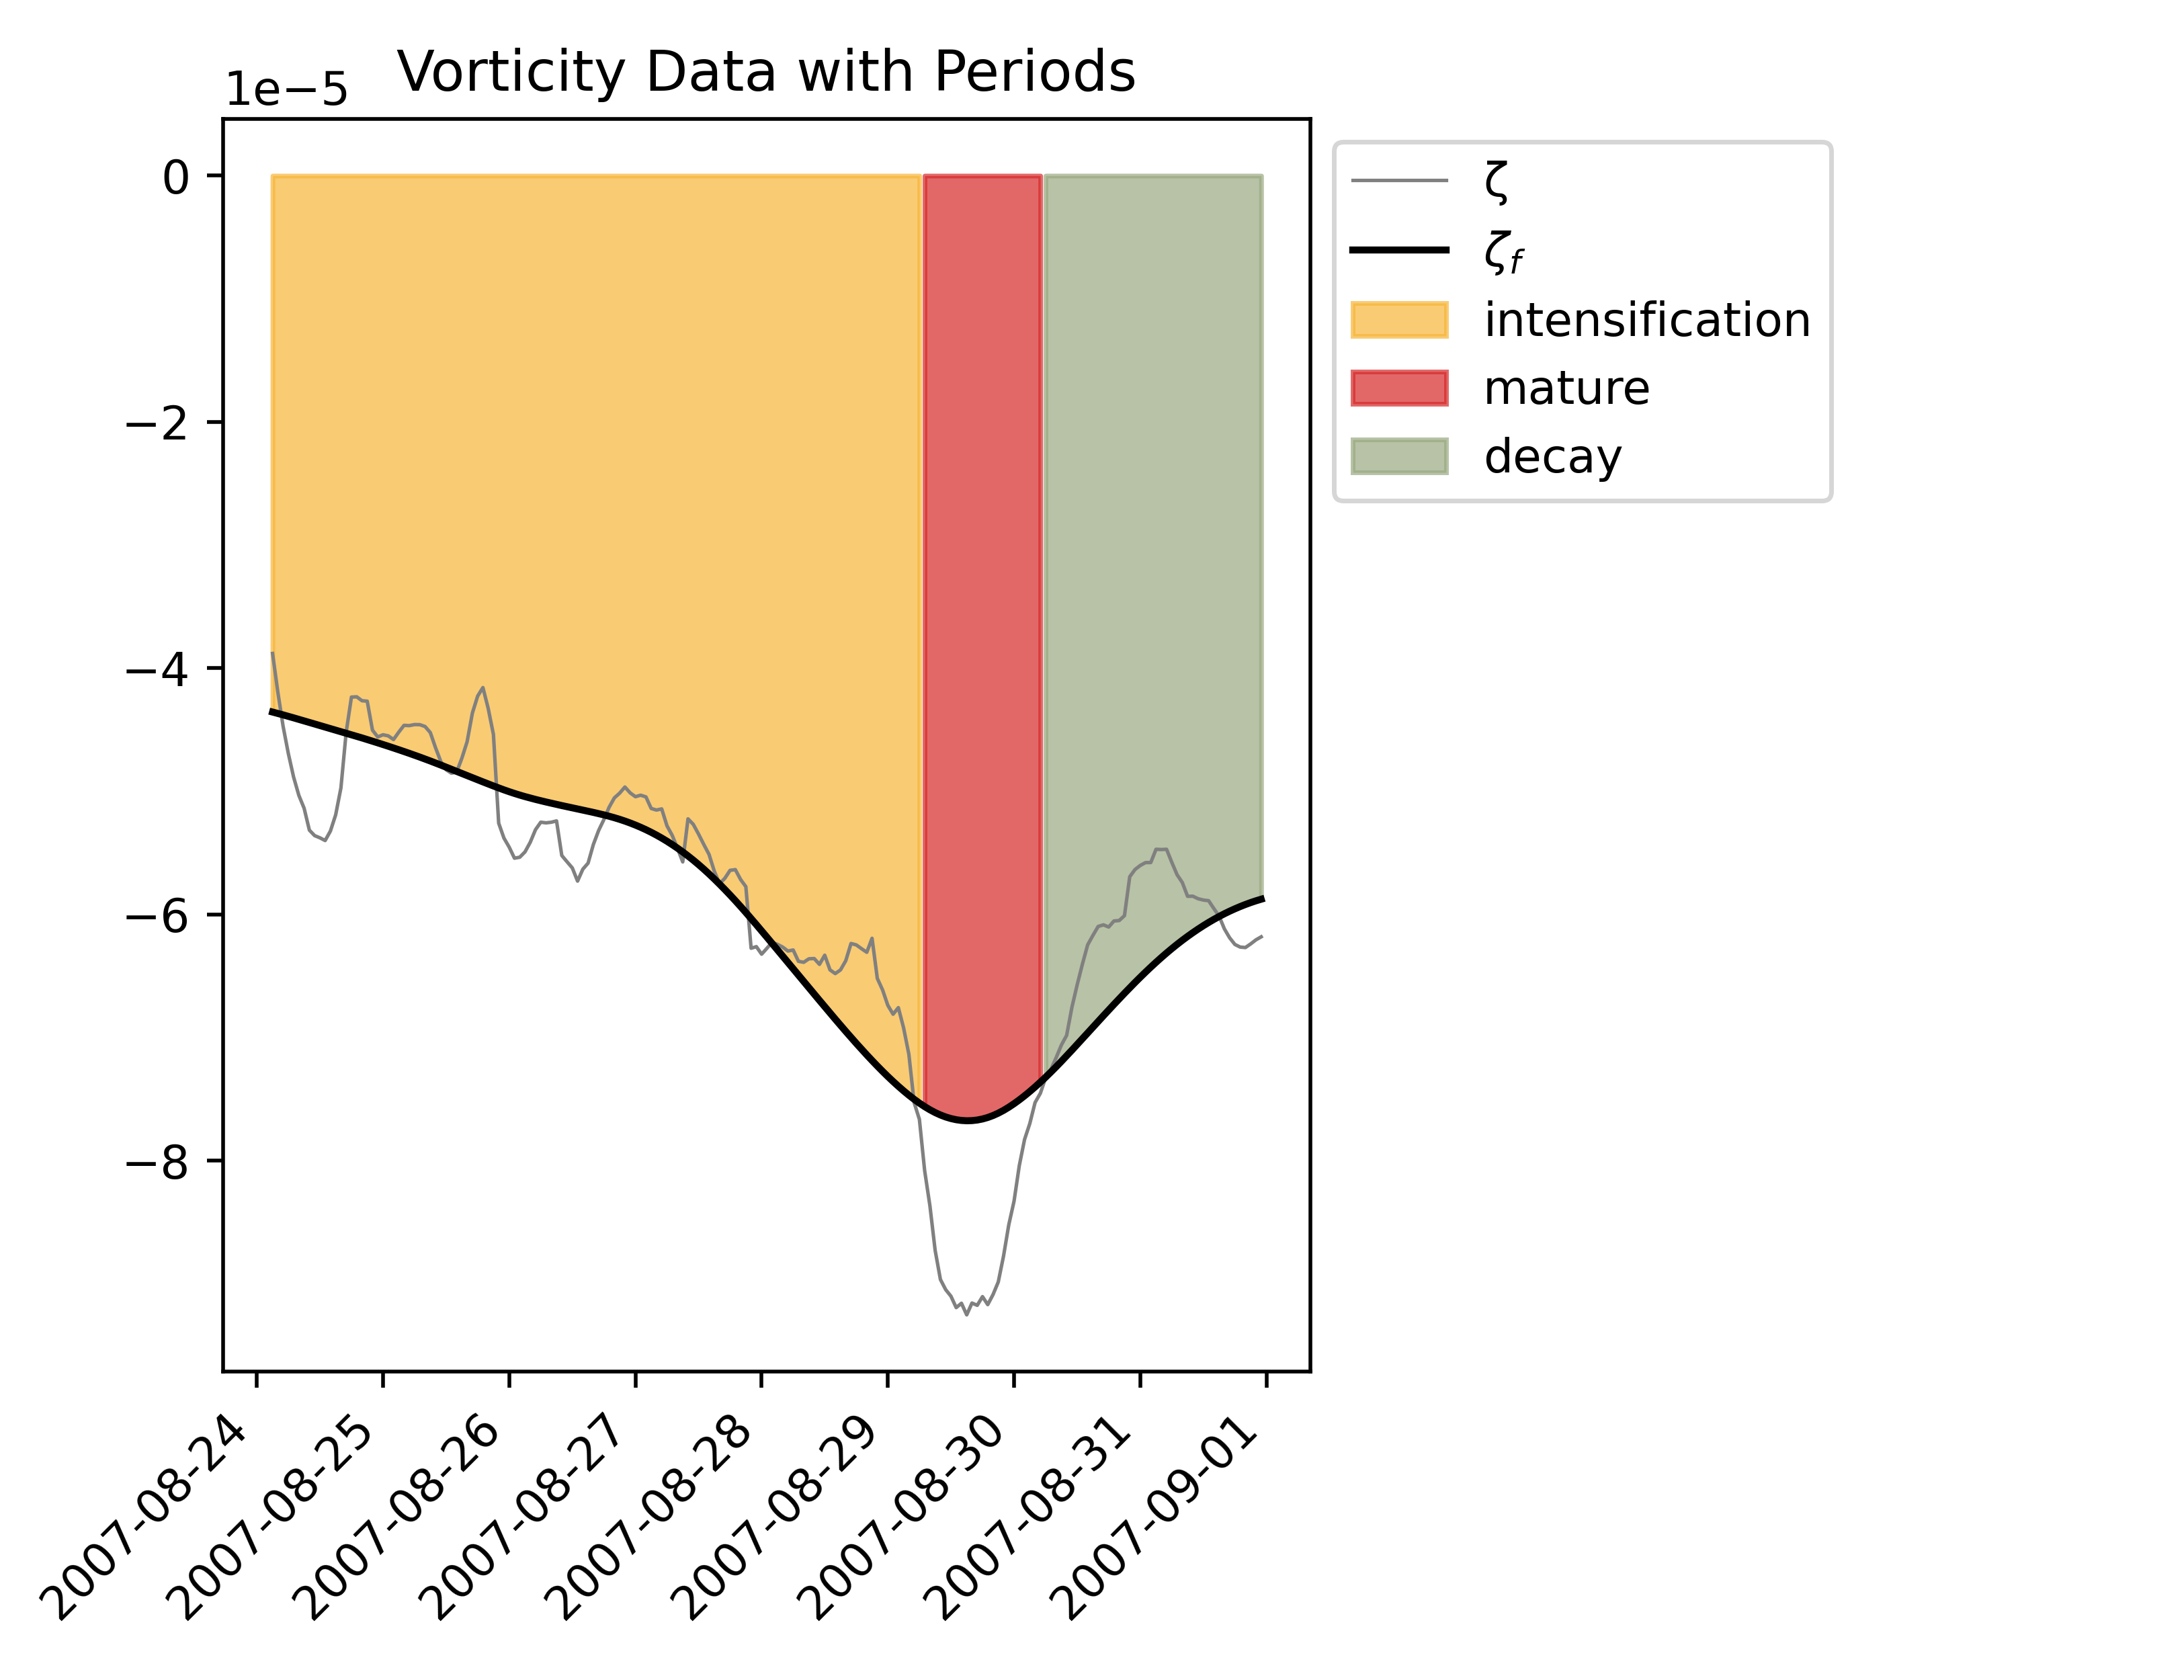 Vorticity Data with Periods
1e−5
0
−2
−4
−6
−8
2007-08-24
2007-08-25
2007-08-26
2007-08-27
2007-08-28
2007-08-29
2007-08-30
2007-08-31
2007-09-01
ζ
ζf
intensification
mature
decay